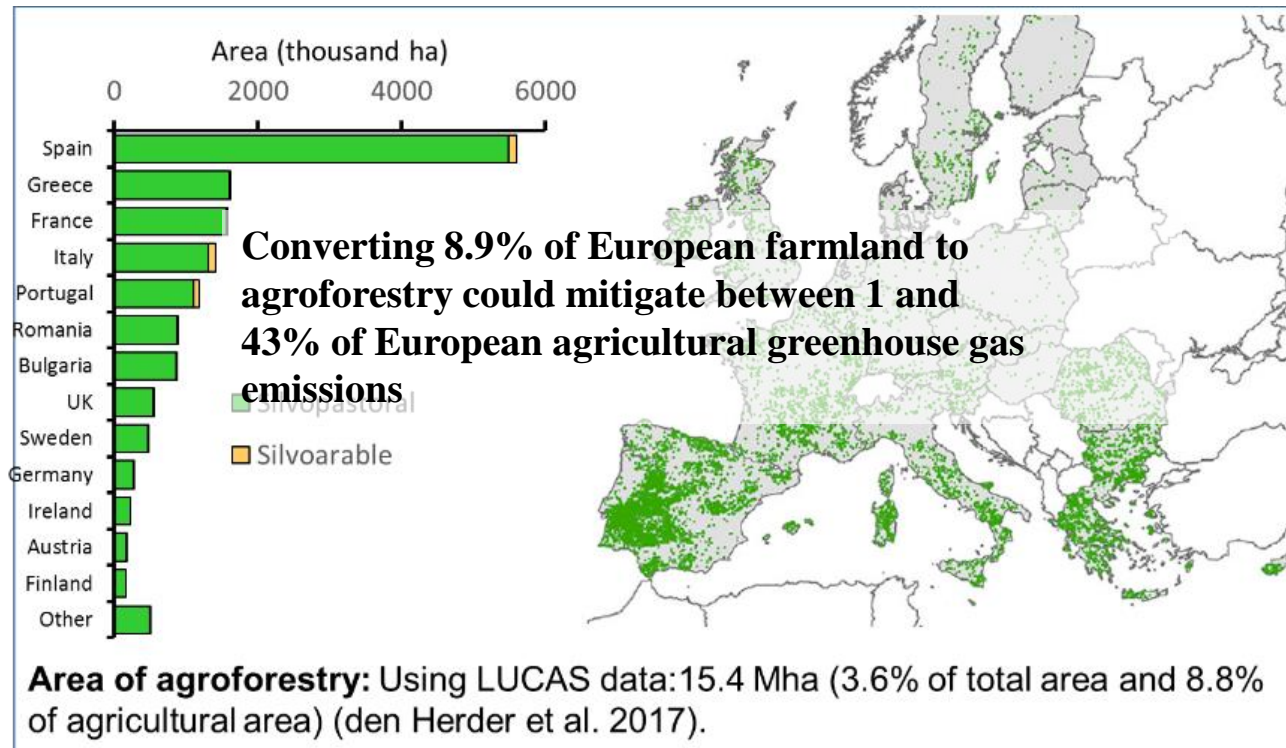 Area (thousand ha)
0 2000 4000 6000
Spain
Greece
France
Italy
Portugal
Romania
Bulgaria
UK
Sweden
Germany
Ireland
Austria
Finland
Other
Converting 8.9% of European farmland to
agroforestry could mitigate between 1 and
43% of European agricultural greenhouse gas
emissions
Silvopastoral
Silvoarable
Area of agroforestry: Using LUCAS data:15.4 Mha (3.6% of total area and 8.8%
of agricultural area) (den Herder et al. 2017).